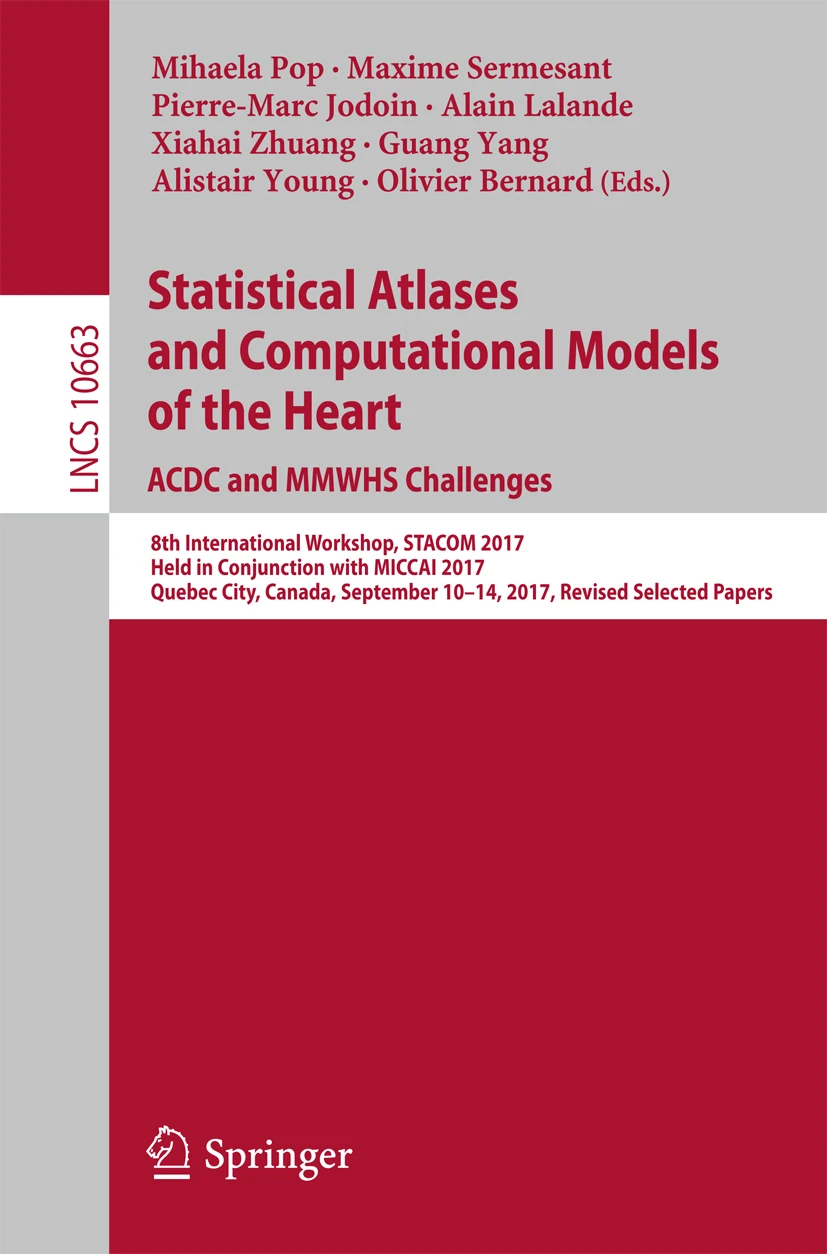 Mihaela Pop · Maxime Sermesant
Pierre-Marc Jodoin · Alain Lalande
Xiahai Zhuang · Guang Yang
Alistair Young · Olivier Bernard (Eds.)
Statistical Atlases
and Computational Models
of the Heart
ACDC and MMWHS Challenges
LNCS 10663
8th International Workshop, STACOM 2017
Held in Conjunction with MICCAI 2017
Quebec City, Canada, September 10–14, 2017, Revised Selected Papers
Springer